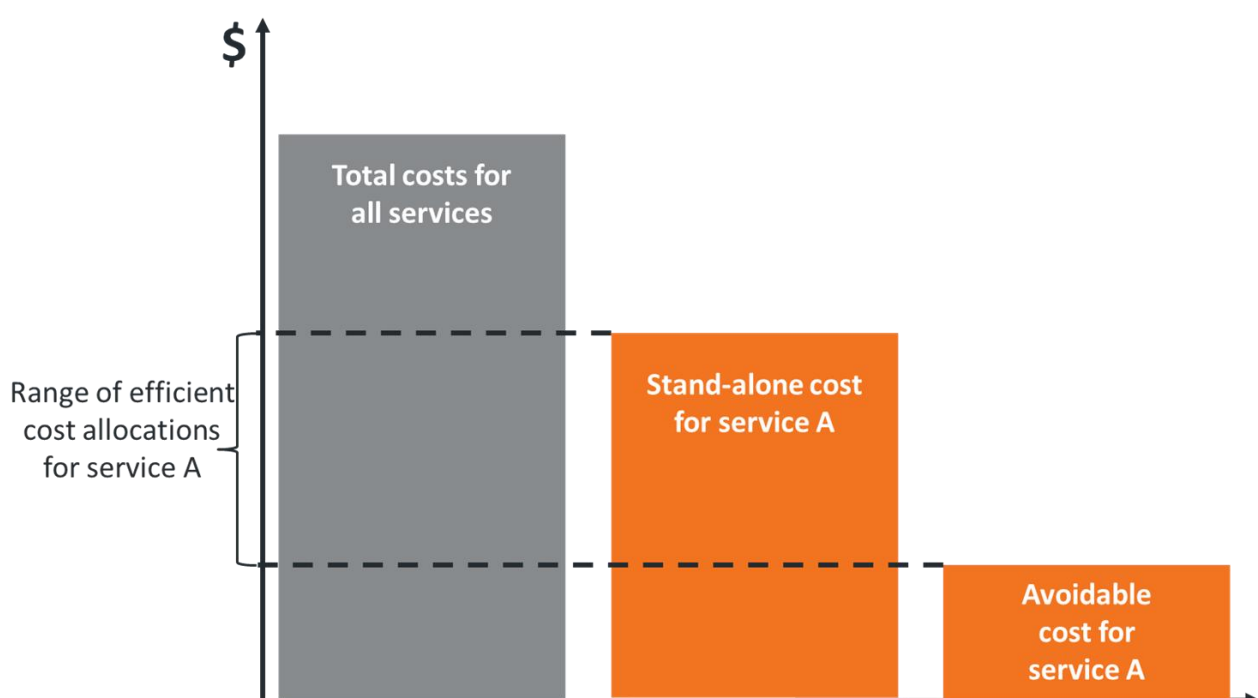 $
Total costs for
all services
Range of efficient
cost allocations
for service A
Stand-alone cost
for service A
Avoidable
cost for
service A